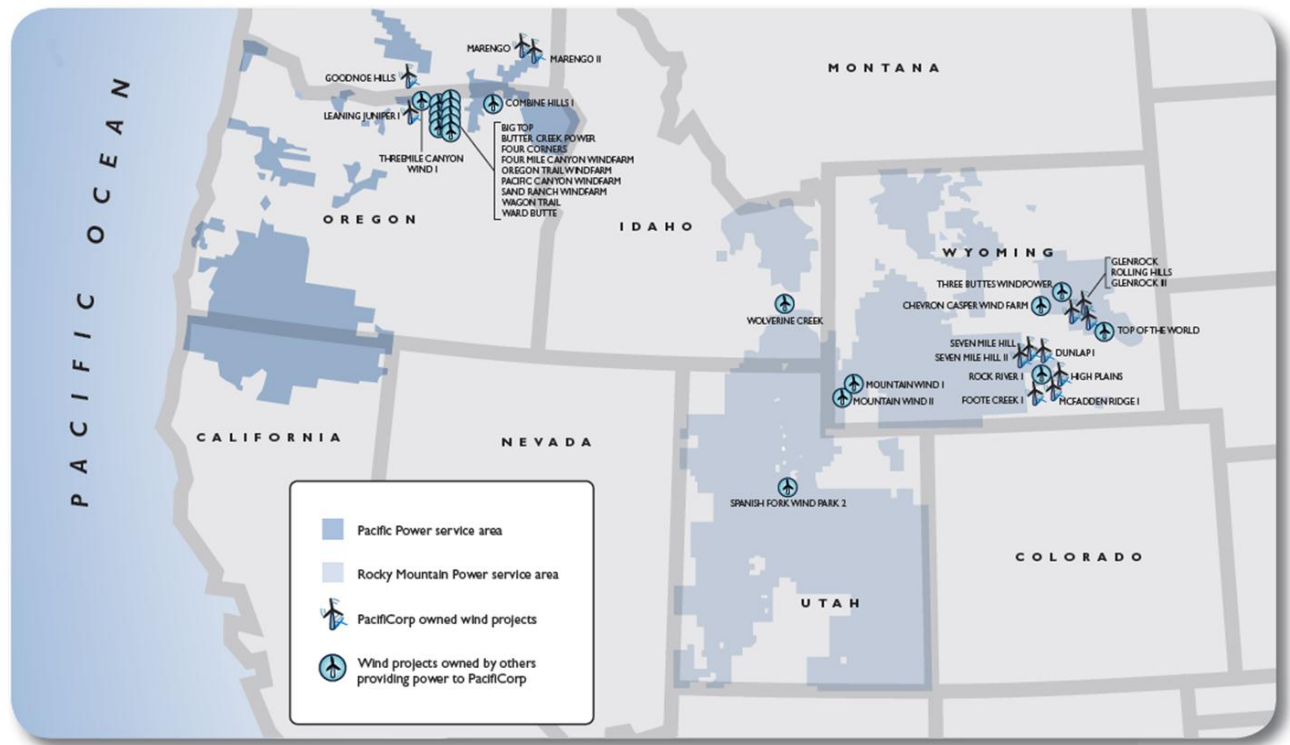 PACIFIC OCEAN
MONTANA
MARENGO
MARENGO II
GOODNOE HILLS
LEANING JUNIPER I
COMBINE HILLS I
THREEMILE CANYON
WIND I
BIG TOP
BUTTER CREEK POWER
FOUR CORNERS
FOUR MILE CANYON WINDFARM
OREGON TRAIL WINDFARM
PACIFIC CANYON WINDFARM
SAND RANCH WINDFARM
WAGON TRAIL
WARD BUTTE
OREGON
IDAHO
WYOMING
GLENROCK
ROLLING HILLS
GLENROCK III
THREE BUTTES WINDPOWER
CHEVRON CASPER WIND FARM
WOLVERINE CREEK
TOP OF THE WORLD
SEVEN MILE HILL
SEVEN MILE HILL II
DUNLAP I
ROCK RIVER I
HIGH PLAINS
MOUNTAIN WIND I
MOUNTAIN WIND II
FOOTE CREEK I
MCFADDEN RIDGE I
CALIFORNIA
NEVADA
SPANISH FORK WIND PARK 2
COLORADO
UTAH
Pacific Power service area
Rocky Mountain Power service area
PacifiCorp owned wind projects
Wind projects owned by others
providing power to PacifiCorp